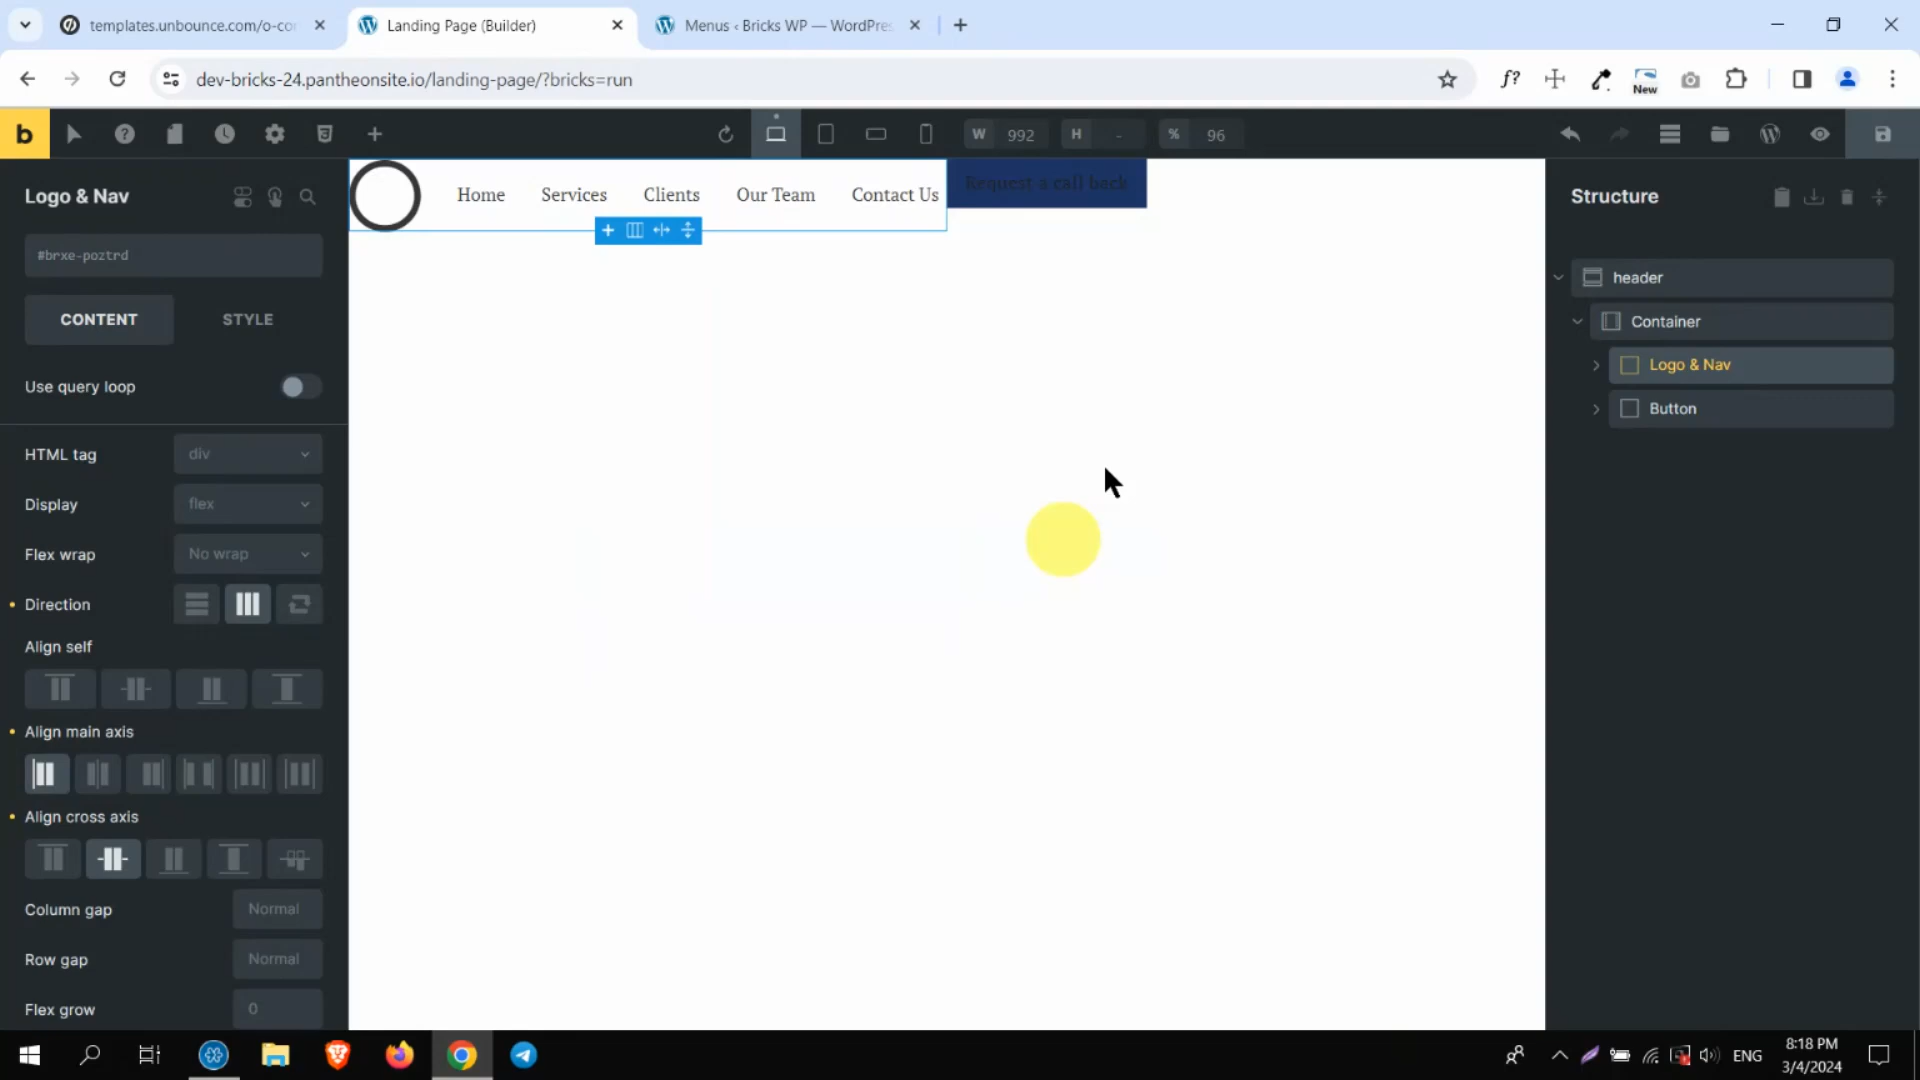 templates.unbounce.com/o-co
Landing Page (Builder)
Menus ‹ Bricks WP — WordPre
dev-bricks-24.pantheonsite.io/landing-page/?bricks=run
f?
New
b
W 992 H - % 96
Logo & Nav
#brxe-poztrd
CONTENT
STYLE
Use query loop
HTML tag
div
Display
flex
Flex wrap
No wrap
Direction
Align self
Align main axis
Align cross axis
Column gap
Normal
Row gap
Normal
Flex grow
0
Home
Services
Clients
Our Team
Contact Us
Request a call back
Structure
header
Container
Logo & Nav
Button
ENG
8:18 PM
3/4/2024